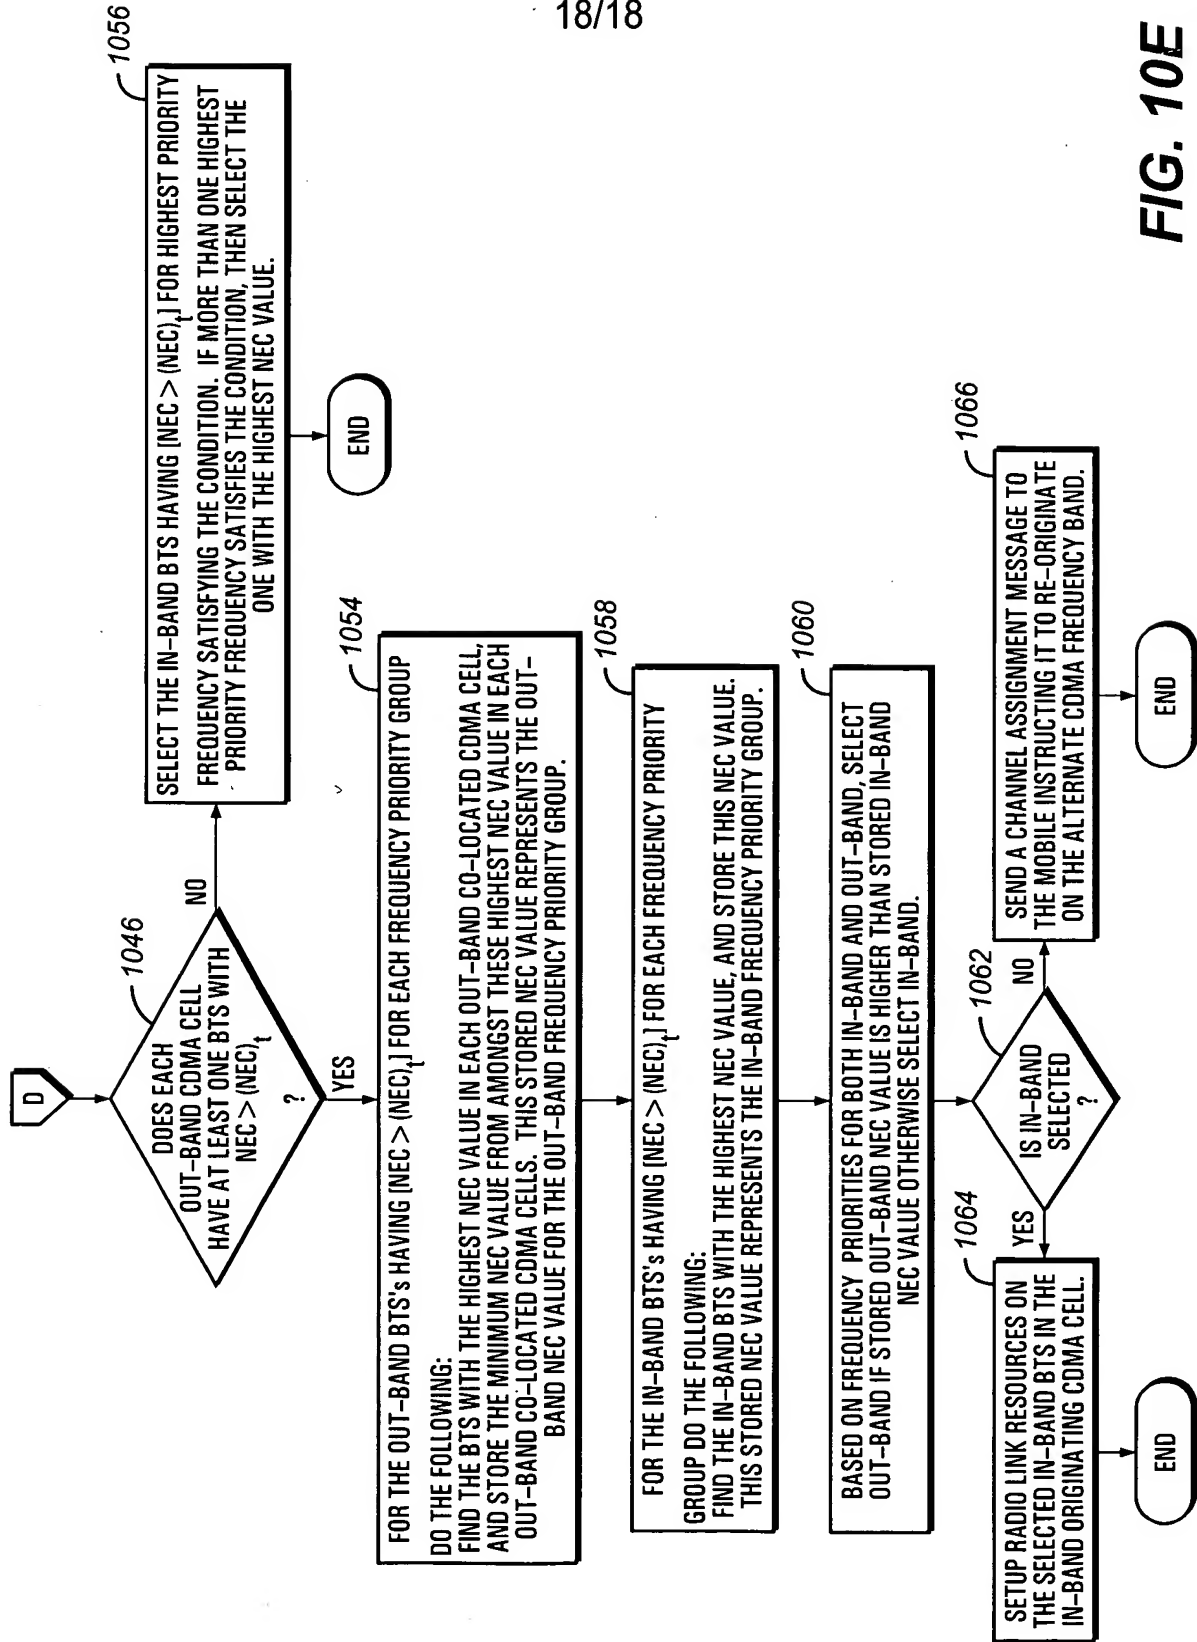 18/18
D
1046
DOES EACH
OUT-BAND CDMA CELL
HAVE AT LEAST ONE BTS WITH
NEC > (NEC)t
?
NO
YES
1056
SELECT THE IN-BAND BTS HAVING [NEC > (NEC)t] FOR HIGHEST PRIORITY
FREQUENCY SATISFYING THE CONDITION. IF MORE THAN ONE HIGHEST
PRIORITY FREQUENCY SATISFIES THE CONDITION, THEN SELECT THE
ONE WITH THE HIGHEST NEC VALUE.
END
1054
FOR THE OUT-BAND BTS's HAVING [NEC > (NEC)t] FOR EACH FREQUENCY PRIORITY GROUP
DO THE FOLLOWING:
FIND THE BTS WITH THE HIGHEST NEC VALUE IN EACH OUT-BAND CO-LOCATED CDMA CELL,
AND STORE THE MINIMUM NEC VALUE FROM AMONGST THESE HIGHEST NEC VALUE IN EACH
OUT-BAND CO-LOCATED CDMA CELLS. THIS STORED NEC VALUE REPRESENTS THE OUT-
BAND NEC VALUE FOR THE OUT-BAND FREQUENCY PRIORITY GROUP.
1058
FOR THE IN-BAND BTS's HAVING [NEC > (NEC)t] FOR EACH FREQUENCY PRIORITY
GROUP DO THE FOLLOWING:
FIND THE IN-BAND BTS WITH THE HIGHEST NEC VALUE, AND STORE THIS NEC VALUE.
THIS STORED NEC VALUE REPRESENTS THE IN-BAND FREQUENCY PRIORITY GROUP.
1060
BASED ON FREQUENCY PRIORITIES FOR BOTH IN-BAND AND OUT-BAND, SELECT
OUT-BAND IF STORED OUT-BAND NEC VALUE IS HIGHER THAN STORED IN-BAND
NEC VALUE OTHERWISE SELECT IN-BAND.
1062
IS IN-BAND
SELECTED
?
YES
NO
1064
SETUP RADIO LINK RESOURCES ON
THE SELECTED IN-BAND BTS IN THE
IN-BAND ORIGINATING CDMA CELL.
END
1066
SEND A CHANNEL ASSIGNMENT MESSAGE TO
THE MOBILE INSTRUCTING IT TO RE-ORIGINATE
ON THE ALTERNATE CDMA FREQUENCY BAND.
END
FIG. 10E